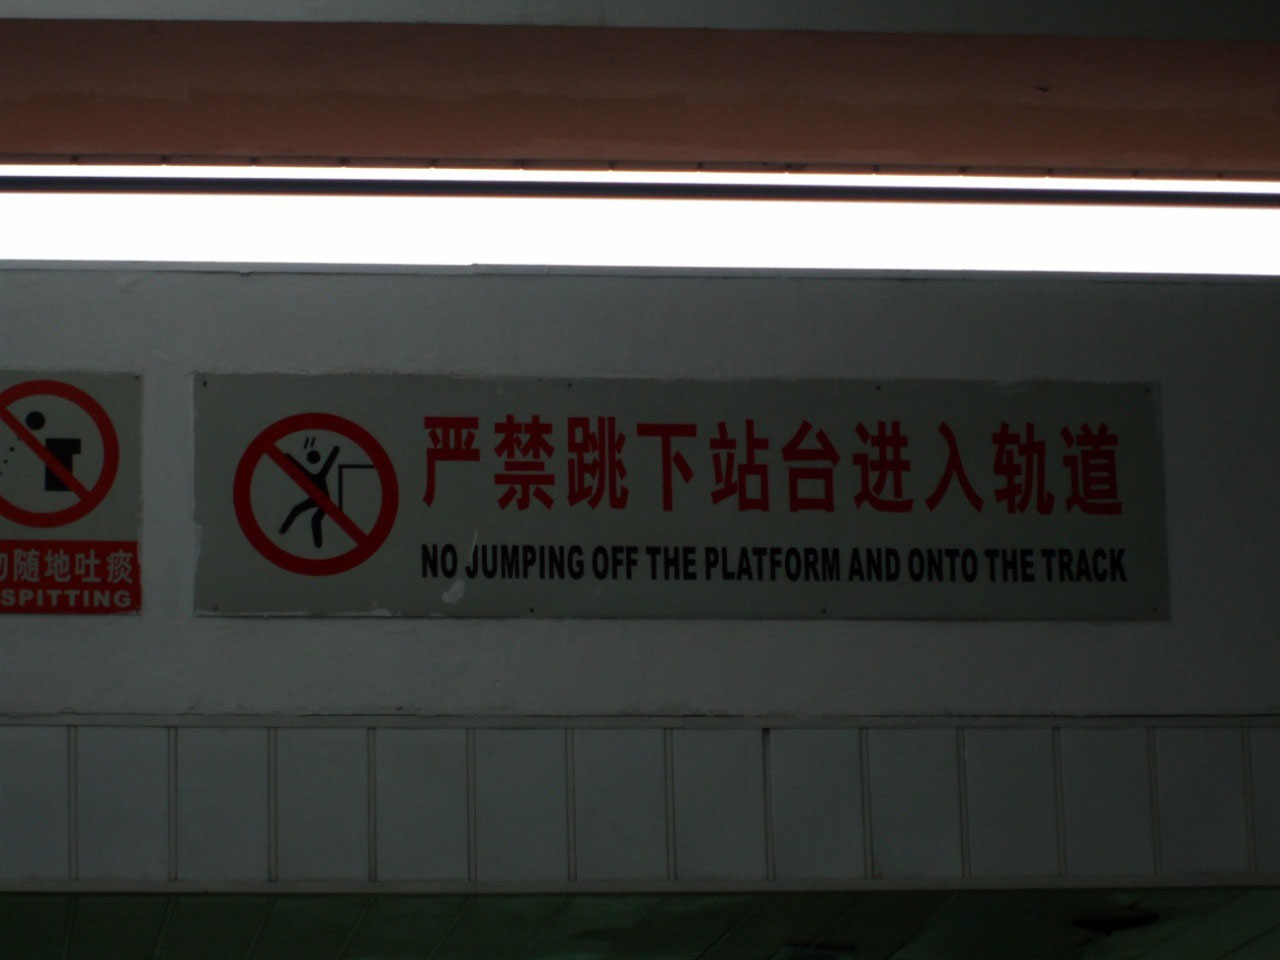 严禁跳下站台进入轨道
NO JUMPING OFF THE PLATFORM AND ONTO THE TRACK
勿随地吐痰
SPITTING